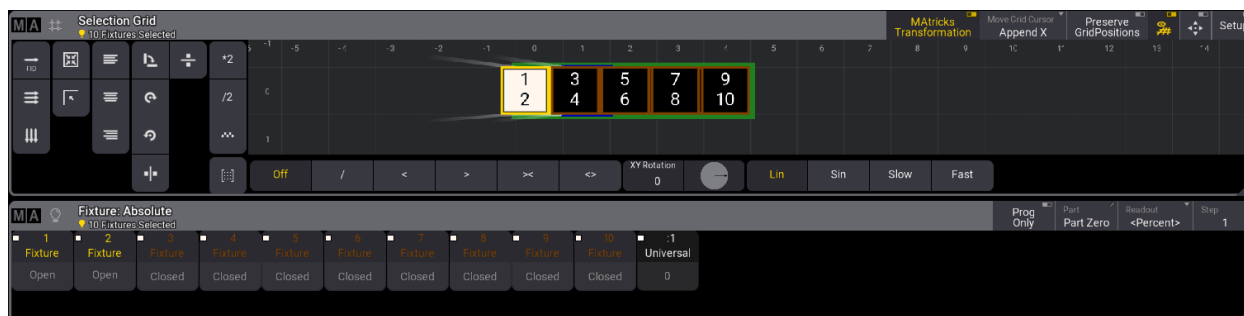 MA Selection Grid
10 Fixtures Selected
MAtricks Transformation
Move Grid Cursor Append X
Preserve GridPositions
Setup
-1 -5 -4 -3 -2 -1 0 1 2 3 4 5 6 7 8 9 10 11 12 13 14
*2
1 3 5 7 9
2 4 6 8 10
0
/2
1
Off / < > >< <> XY Rotation 0 Lin Sin Slow Fast
MA Fixture: Absolute
10 Fixtures Selected
Prog Only
Part Part Zero
Readout <Percent>
Step 1
1 2 3 4 5 6 7 8 9 10 :1
Fixture Fixture Fixture Fixture Fixture Fixture Fixture Fixture Fixture Fixture Universal
Open Open Closed Closed Closed Closed Closed Closed Closed Closed 0